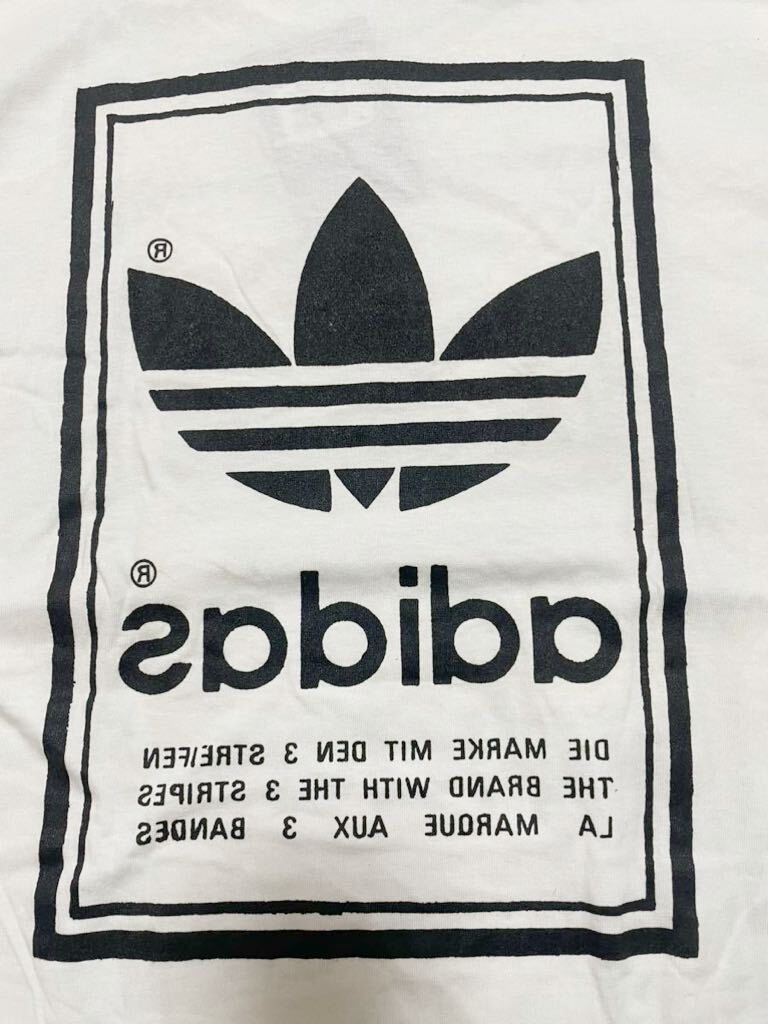 ®
adidas®
DIE MARKE MIT DEN 3 STREIFEN
THE BRAND WITH THE 3 STRIPES
LA MARQUE AUX 3 BANDES